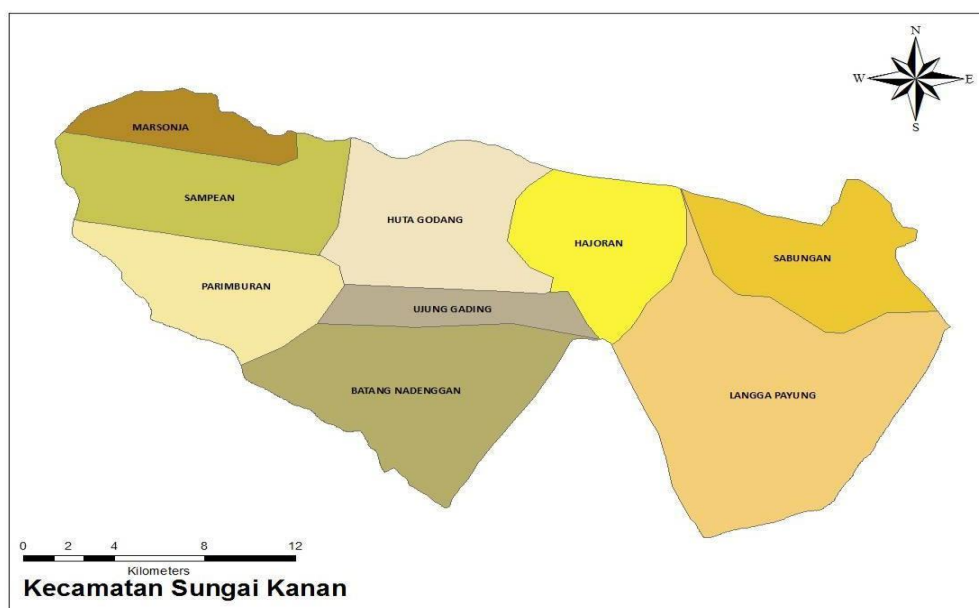 N
W E
S
MARSONJA
SAMPEAN
HUTA GODANG
HAJORAN
SABUNGAN
PARIMBURAN
UJUNG GADING
BATANG NADENGGAN
LANGGA PAYUNG
0 2 4 8 12
Kilometers
Kecamatan Sungai Kanan